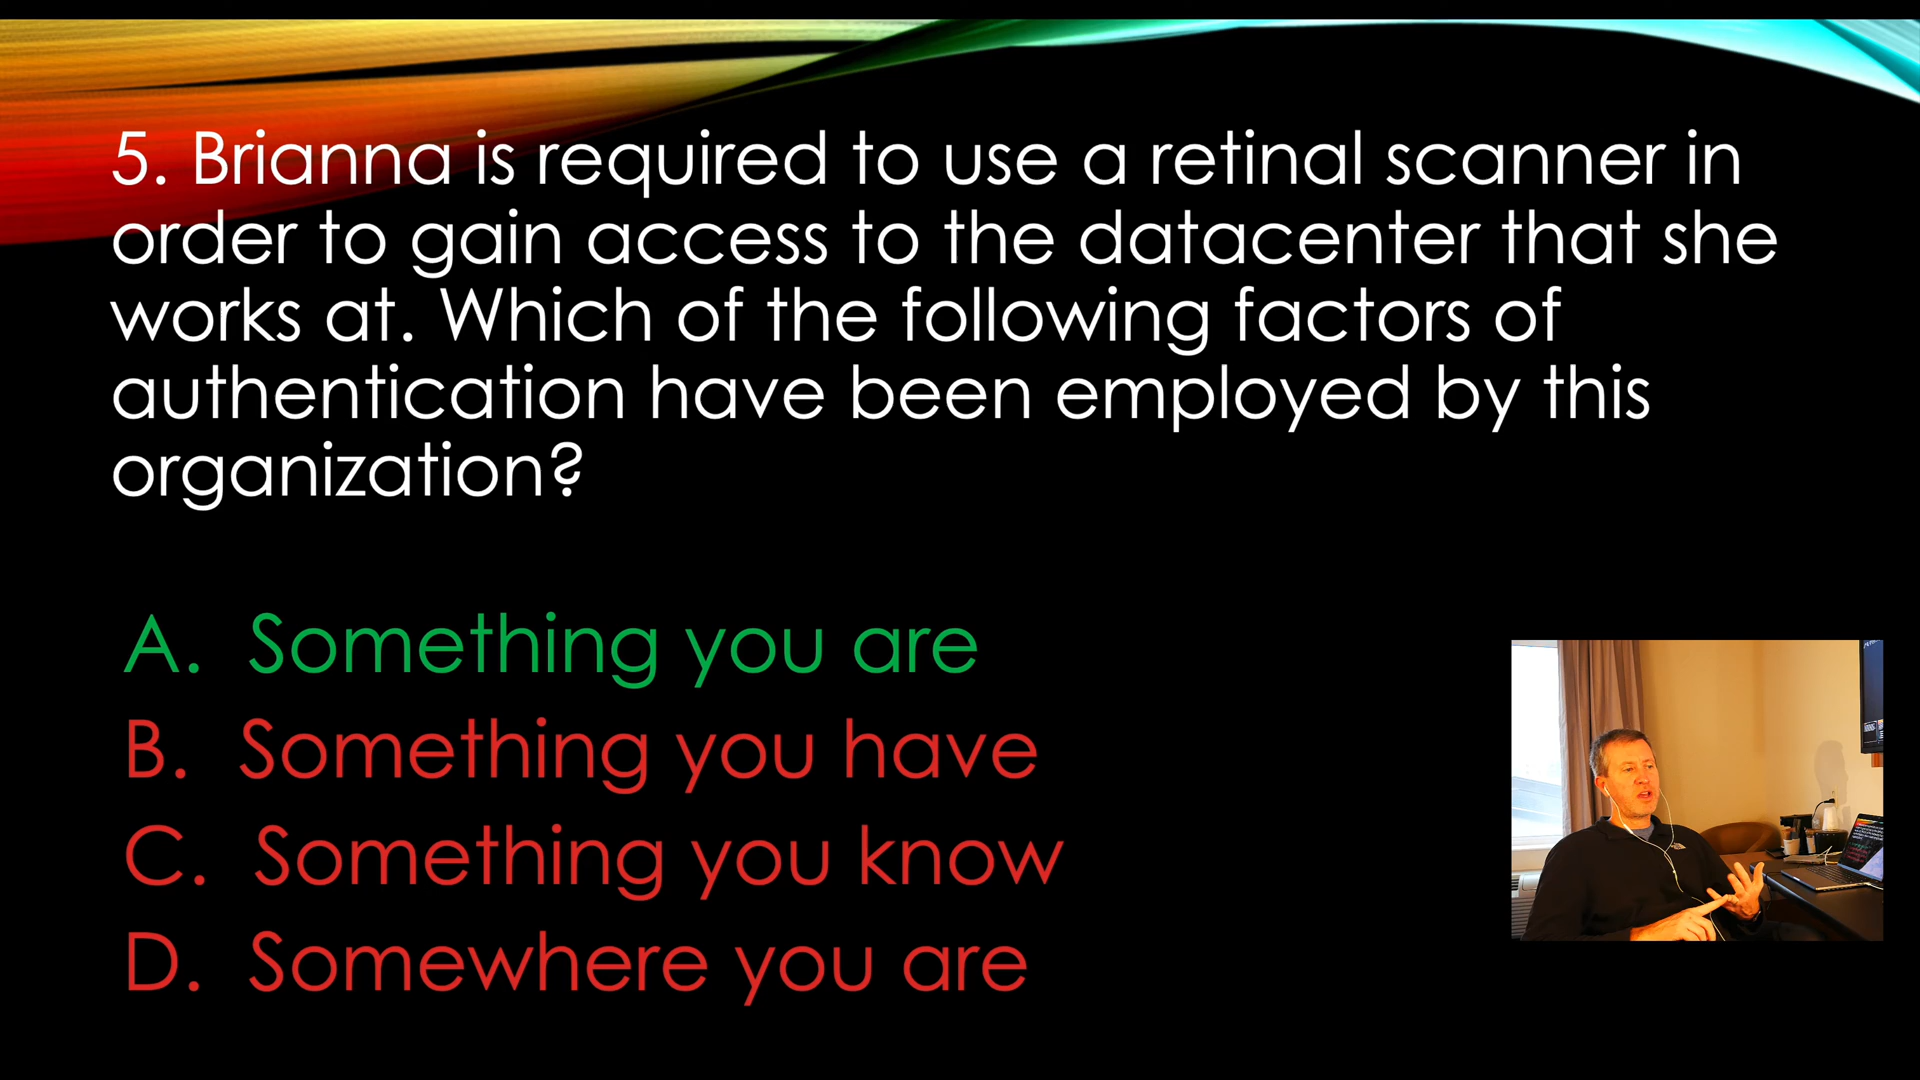 5. Brianna is required to use a retinal scanner in
order to gain access to the datacenter that she
works at. Which of the following factors of
authentication have been employed by this
organization?
A. Something you are
B. Something you have
C. Something you know
D. Somewhere you are